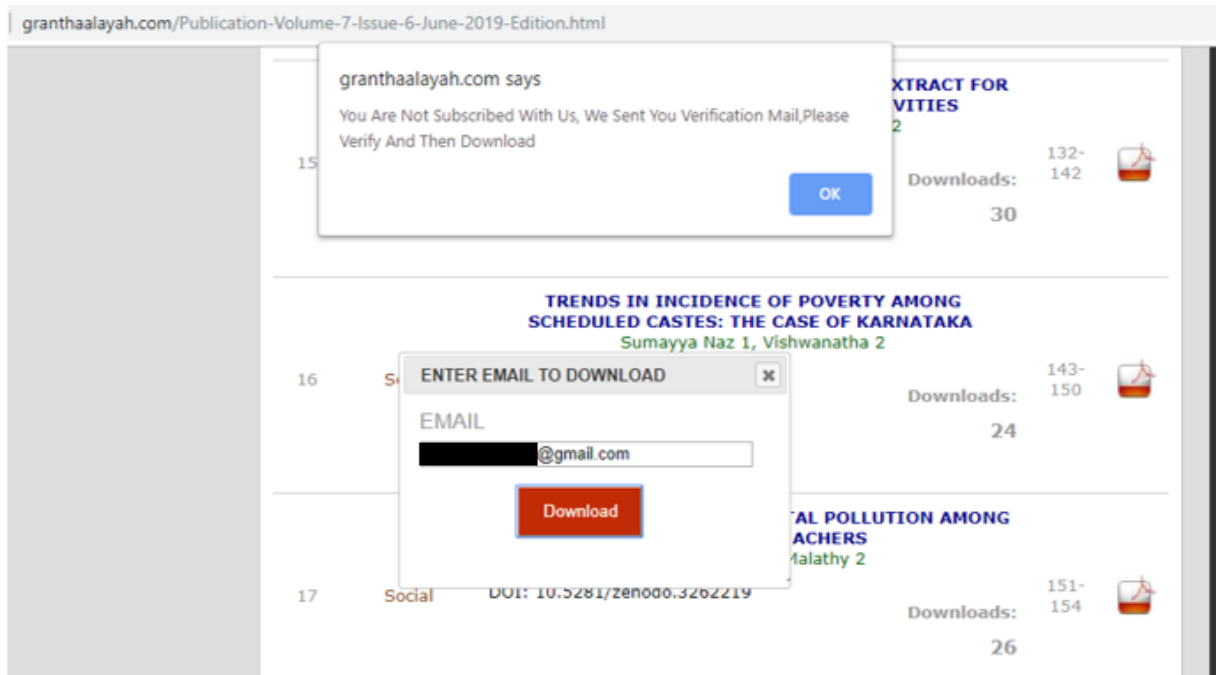 granthaalayah.com/Publication-Volume-7-Issue-6-June-2019-Edition.html
granthaalayah.com says
You Are Not Subscribed With Us, We Sent You Verification Mail,Please
Verify And Then Download
OK
XTRACT FOR
VITIES
2
15
Downloads:
30
132-
142
TRENDS IN INCIDENCE OF POVERTY AMONG
SCHEDULED CASTES: THE CASE OF KARNATAKA
Sumayya Naz 1, Vishwanatha 2
16
Downloads:
24
143-
150
ENTER EMAIL TO DOWNLOAD
EMAIL
@gmail.com
Download
TAL POLLUTION AMONG
ACHERS
Malathy 2
17
Social
DOI: 10.5281/zenodo.3262219
Downloads:
26
151-
154